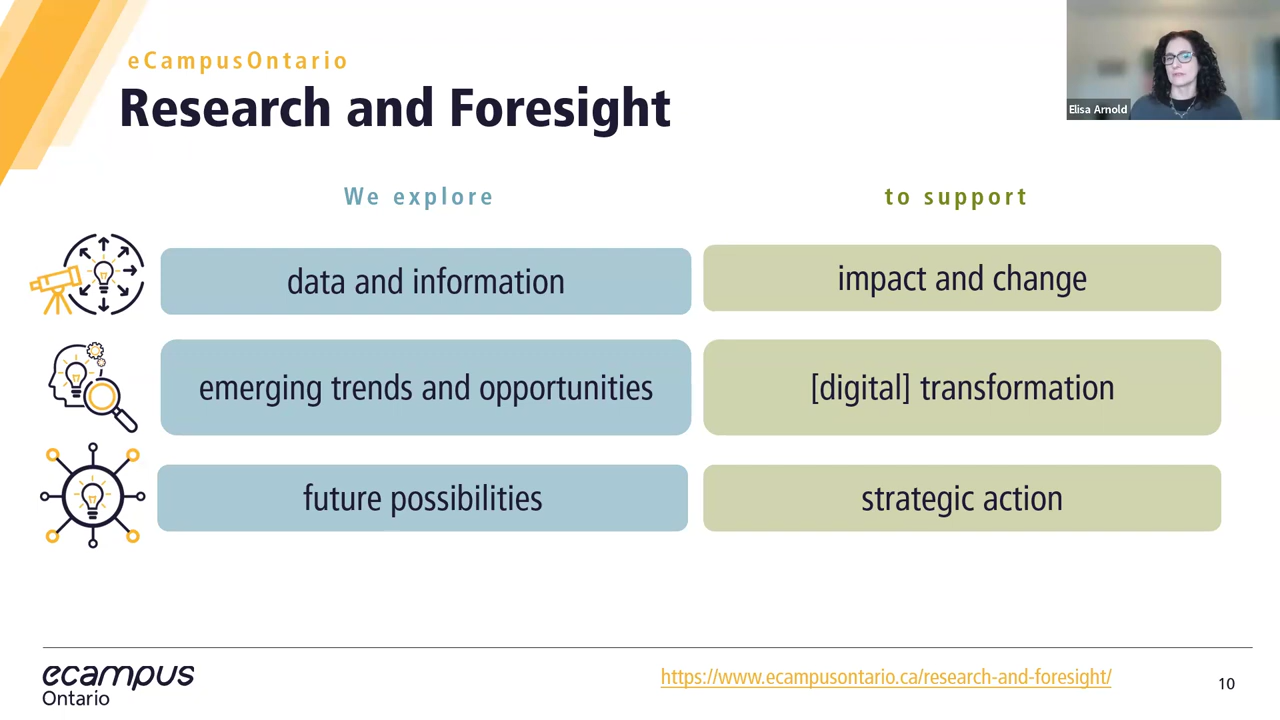 eCampusOntario
Research and Foresight
Elisa Arnold
We explore
to support
data and information
impact and change
emerging trends and opportunities
[digital] transformation
future possibilities
strategic action
ecampus
Ontario
https://www.ecampusontario.ca/research-and-foresight/
10